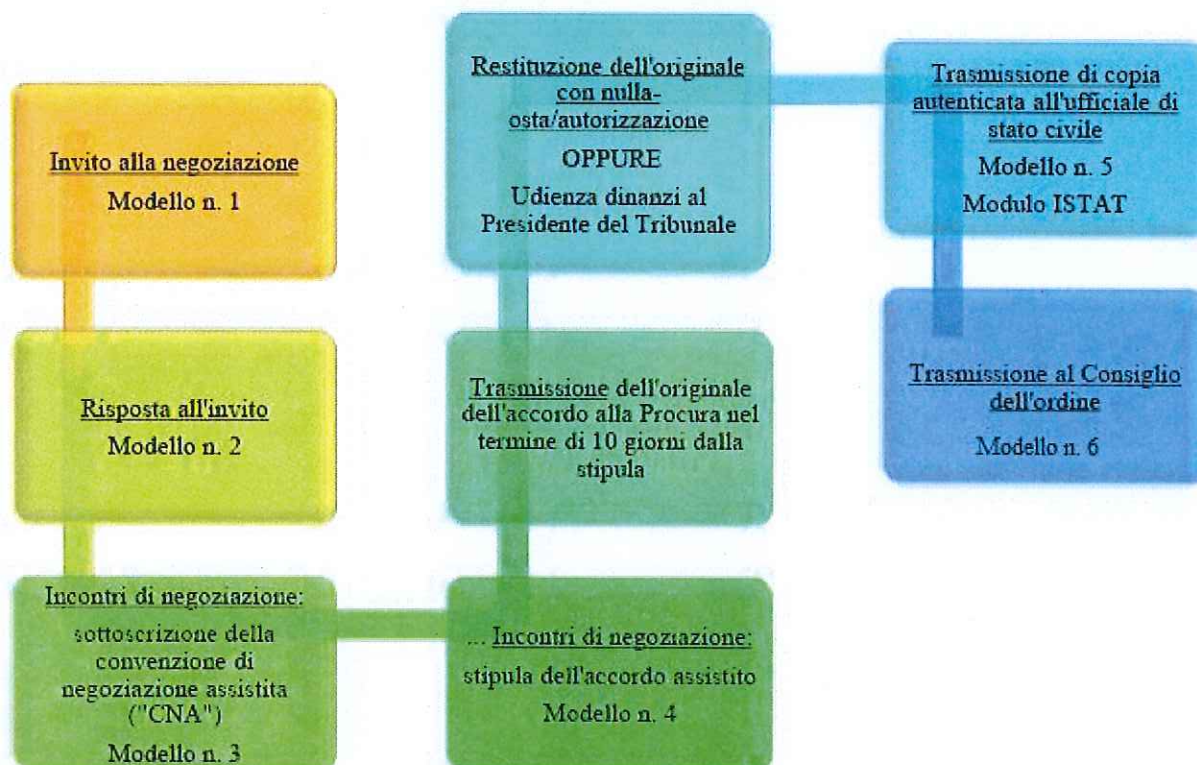 Invito alla negoziazione
Modello n. 1
Risposta all'invito
Modello n. 2
Incontri di negoziazione:
sottoscrizione della
convenzione di
negoziazione assistita
("CNA")
Modello n. 3
... Incontri di negoziazione:
stipula dell'accordo assistito
Modello n. 4
Trasmissione dell'originale
dell'accordo alla Procura nel
termine di 10 giorni dalla
stipula
Restituzione dell'originale
con nulla-
osta/autorizzazione
OPPURE
Udienza dinanzi al
Presidente del Tribunale
Trasmissione di copia
autenticata all'ufficiale di
stato civile
Modello n. 5
Modulo ISTAT
Trasmissione al Consiglio
dell'ordine
Modello n. 6